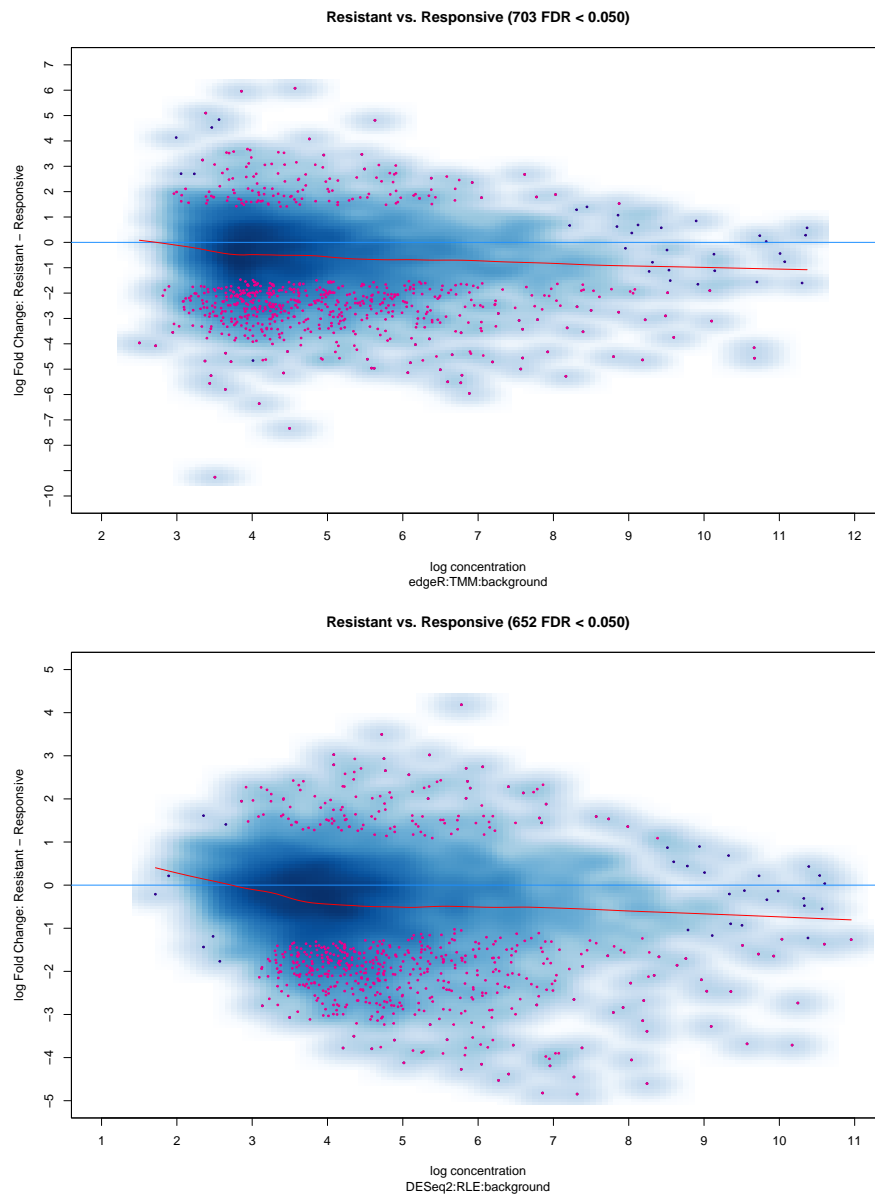 Resistant vs. Responsive (703 FDR < 0.050)
log Fold Change: Resistant − Responsive
7
6
5
4
3
2
1
0
−1
−2
−3
−4
−5
−6
−7
−8
−10
2 3 4 5 6 7 8 9 10 11 12
log concentration
edgeR:TMM:background
Resistant vs. Responsive (652 FDR < 0.050)
log Fold Change: Resistant − Responsive
5
4
3
2
1
0
−1
−2
−3
−4
−5
1 2 3 4 5 6 7 8 9 10 11
log concentration
DESeq2:RLE:background